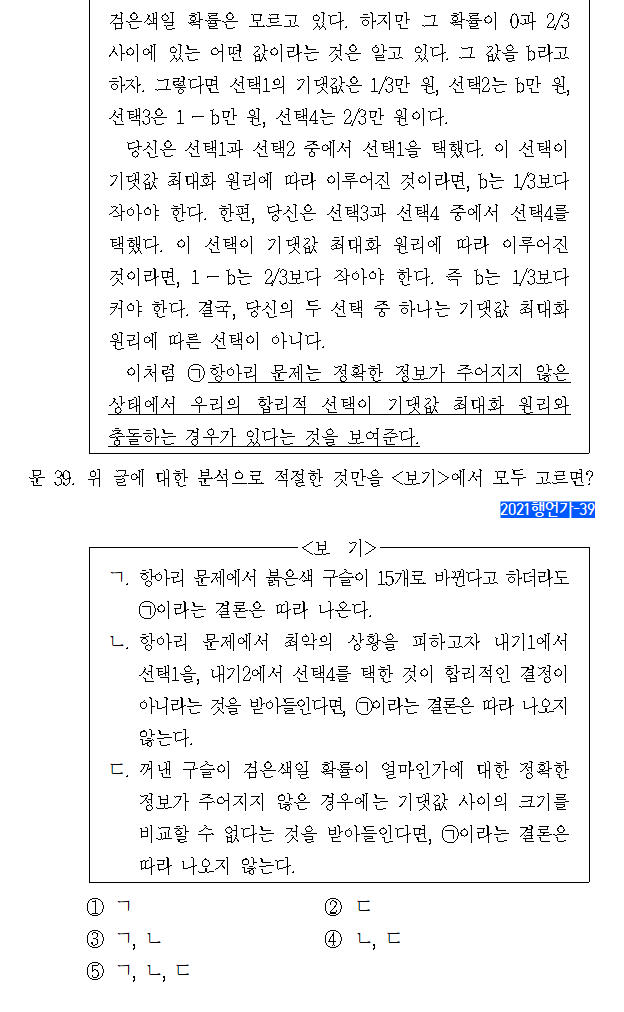 검은색일 확률은 모르고 있다. 하지만 그 확률이 0과 2/3
사이에 있는 어떤 값이라는 것은 알고 있다. 그 값을 b라고
하자. 그렇다면 선택1의 기댓값은 1/3만 원, 선택2는 b만 원,
선택3은 1 - b만 원, 선택4는 2/3만 원이다.
당신은 선택1과 선택2 중에서 선택1을 택했다. 이 선택이
기댓값 최대화 원리에 따라 이루어진 것이라면, b는 1/3보다
작아야 한다. 한편, 당신은 선택3과 선택4 중에서 선택4를
택했다. 이 선택이 기댓값 최대화 원리에 따라 이루어진
것이라면, 1 - b는 2/3보다 작아야 한다. 즉 b는 1/3보다
커야 한다. 결국, 당신의 두 선택 중 하나는 기댓값 최대화
원리에 따른 선택이 아니다.
이처럼 ㉠항아리 문제는 정확한 정보가 주어지지 않은
상태에서 우리의 합리적 선택이 기댓값 최대화 원리와
충돌하는 경우가 있다는 것을 보여준다.
문 39. 위 글에 대한 분석으로 적절한 것만을 <보기>에서 모두 고르면?
2021행언가-39
<보 기>
ㄱ. 항아리 문제에서 붉은색 구슬이 15개로 바뀐다고 하더라도
㉠이라는 결론은 따라 나온다.
ㄴ. 항아리 문제에서 최악의 상황을 피하고자 내기1에서
선택1을, 내기2에서 선택4를 택한 것이 합리적인 결정이
아니라는 것을 받아들인다면, ㉠이라는 결론은 따라 나오지
않는다.
ㄷ. 꺼낸 구슬이 검은색일 확률이 얼마인가에 대한 정확한
정보가 주어지지 않은 경우에는 기댓값 사이의 크기를
비교할 수 없다는 것을 받아들인다면, ㉠이라는 결론은
따라 나오지 않는다.
① ㄱ ② ㄷ
③ ㄱ, ㄴ ④ ㄴ, ㄷ
⑤ ㄱ, ㄴ, ㄷ